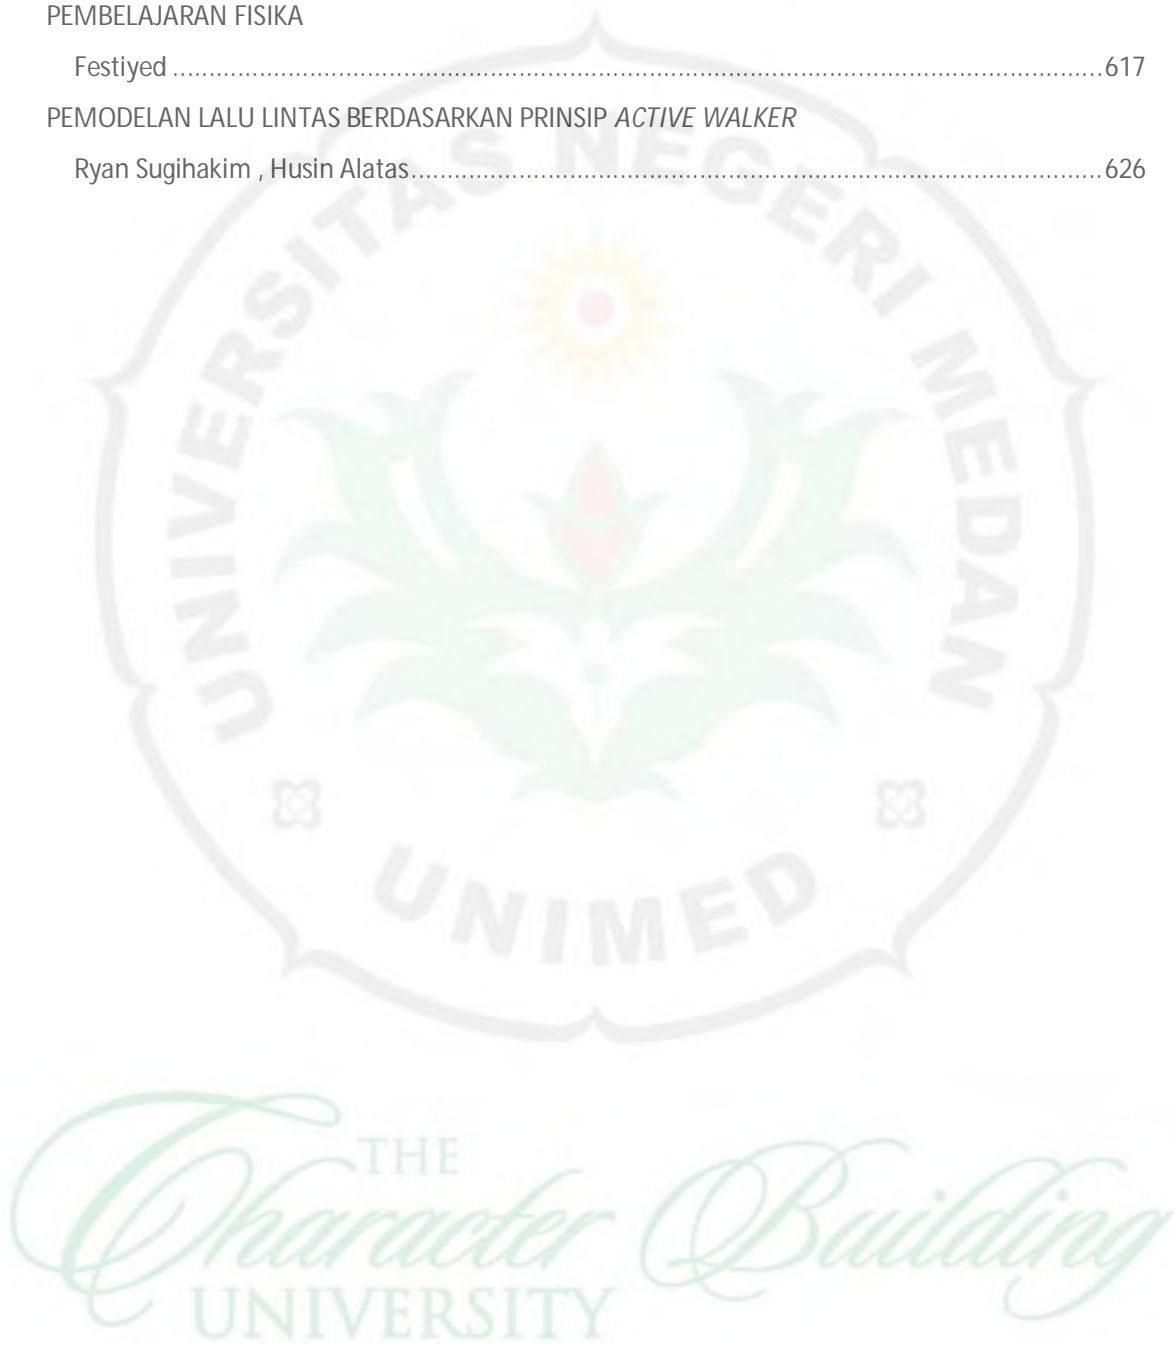 PEMBELAJARAN FISIKA
Festiyed ........................................................................................................................617
PEMODELAN LALU LINTAS BERDASARKAN PRINSIP ACTIVE WALKER
Ryan Sugihakim , Husin Alatas.........................................................................................626
UNIVERSITAS NEGERI MEDAN
UNIMED
THE
Character Building
UNIVERSITY